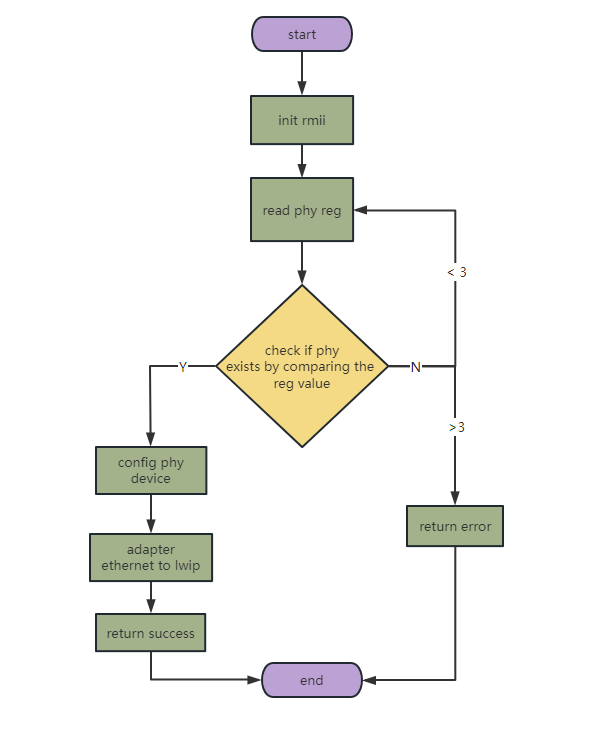 start
init rmii
read phy reg
< 3
check if phy
exists by comparing the
reg value
Y
N
>3
config phy
device
return error
adapter
ethernet to lwip
return success
end